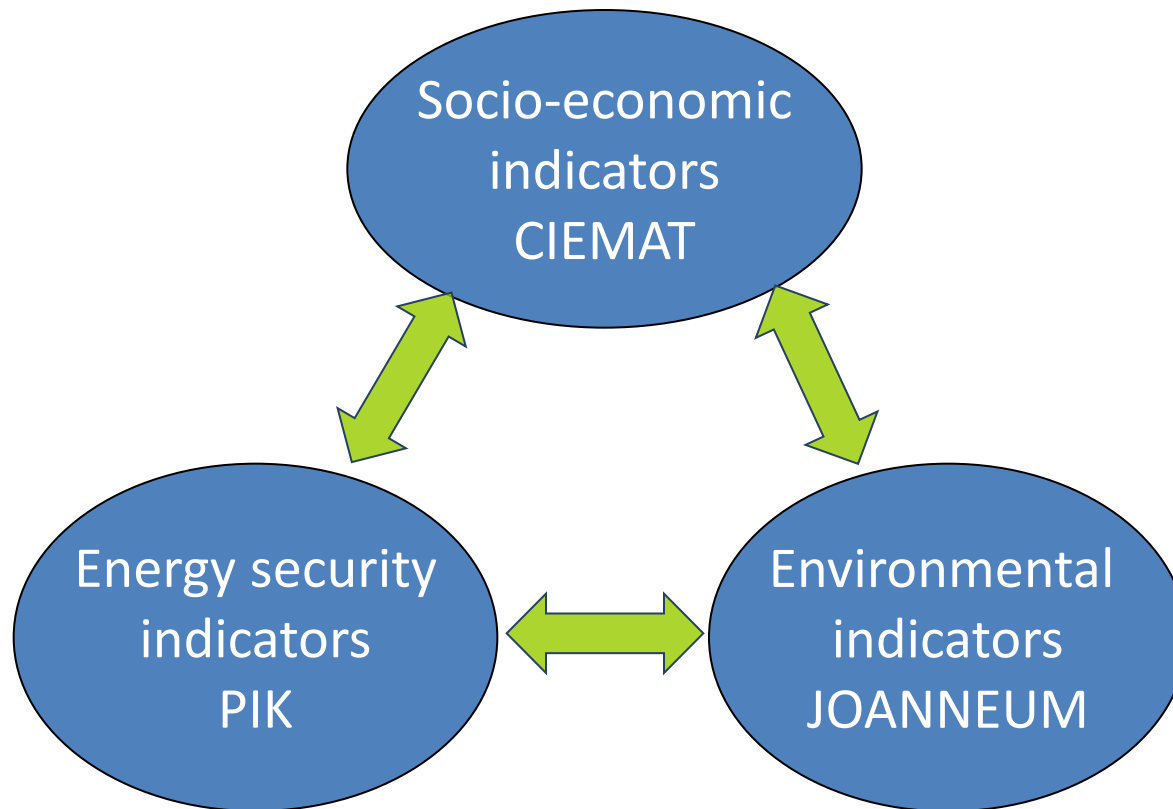 Socio-economic
indicators
CIEMAT
Energy security
indicators
PIK
Environmental
indicators
JOANNEUM